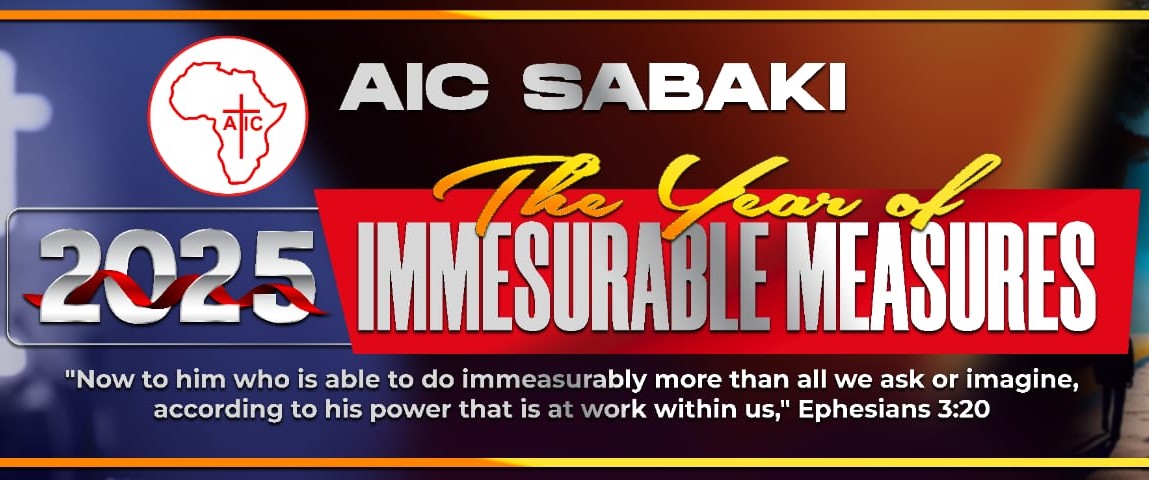 AIC SABAKI
AIC
2025
The Year of
IMMESURABLE MEASURES
"Now to him who is able to do immeasurably more than all we ask or imagine,
according to his power that is at work within us," Ephesians 3:20